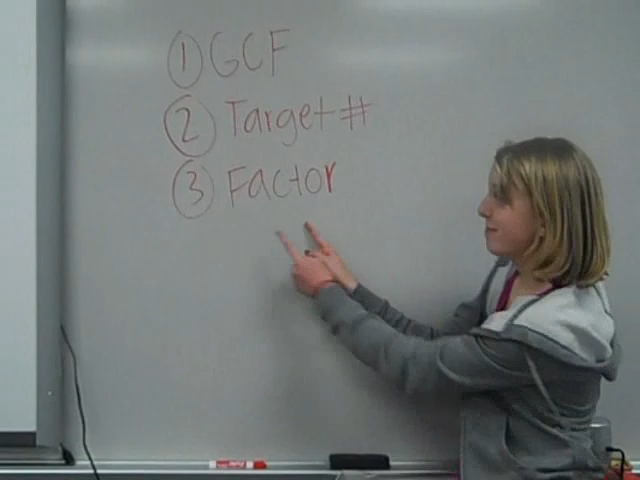 ① GCF
② Target #
③ Factor